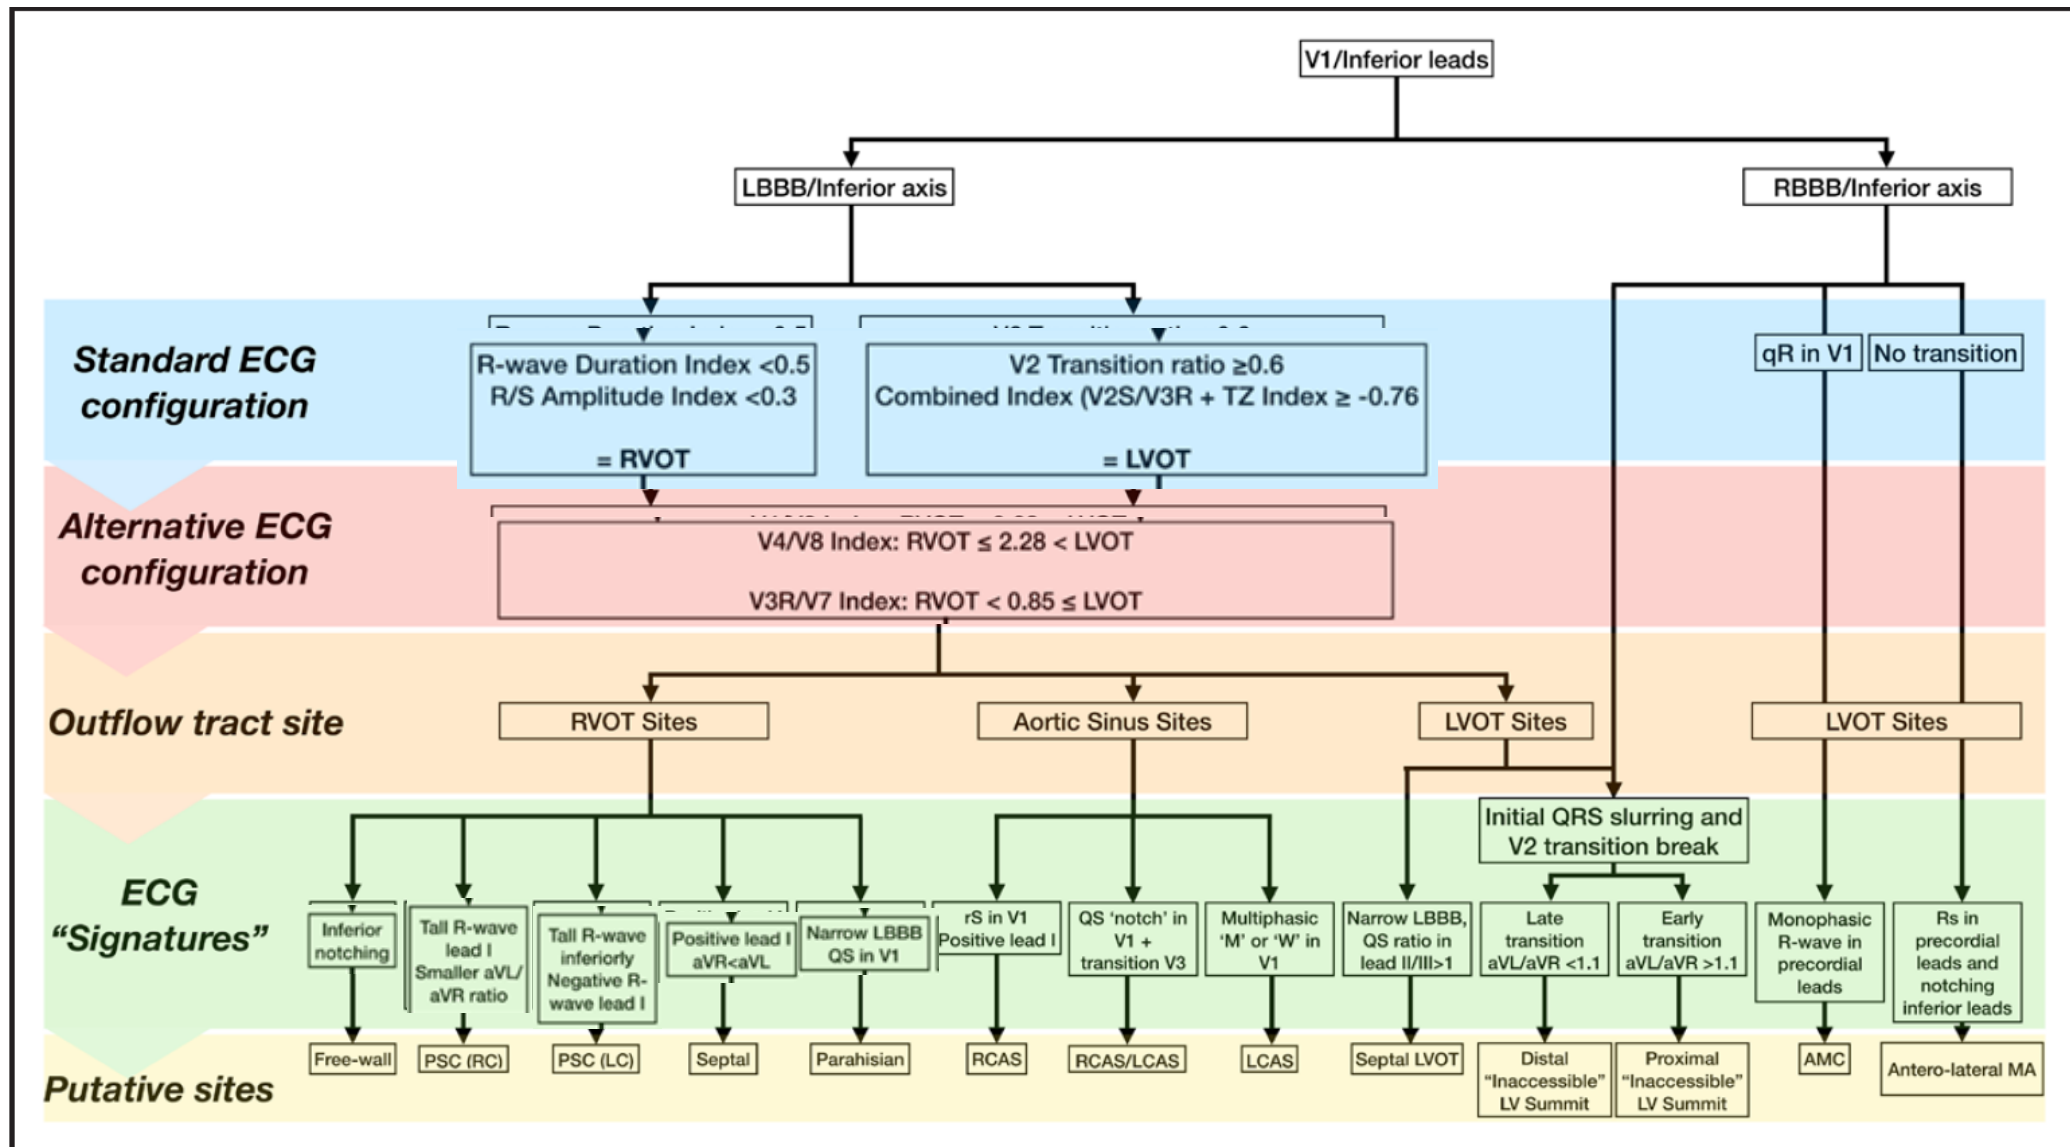 V1/Inferior leads
LBBB/Inferior axis
RBBB/Inferior axis
Standard ECG
configuration
R-wave Duration Index <0.5
R/S Amplitude Index <0.3
= RVOT
V2 Transition ratio ≥0.6
Combined Index (V2S/V3R + TZ Index ≥ -0.76
= LVOT
qR in V1
No transition
Alternative ECG
configuration
V4/V8 Index: RVOT ≤ 2.28 < LVOT
V3R/V7 Index: RVOT < 0.85 ≤ LVOT
Outflow tract site
RVOT Sites
Aortic Sinus Sites
LVOT Sites
LVOT Sites
ECG
“Signatures”
Initial QRS slurring and
V2 transition break
Inferior
notching
Tall R-wave
lead I
Smaller aVL/
aVR ratio
Tall R-wave
inferiorly
Negative R-
wave lead I
Positive lead I
aVR<aVL
Narrow LBBB
QS in V1
rS in V1
Positive lead I
QS ‘notch’ in
V1 +
transition V3
Multiphasic
‘M’ or ‘W’ in
V1
Narrow LBBB,
QS ratio in
lead II/III>1
Late
transition
aVL/aVR <1.1
Early
transition
aVL/aVR >1.1
Monophasic
R-wave in
precordial
leads
Rs in
precordial
leads and
notching
inferior leads
Putative sites
Free-wall
PSC (RC)
PSC (LC)
Septal
Parahisian
RCAS
RCAS/LCAS
LCAS
Septal LVOT
Distal
“Inaccessible”
LV Summit
Proximal
“Inaccessible”
LV Summit
AMC
Antero-lateral MA